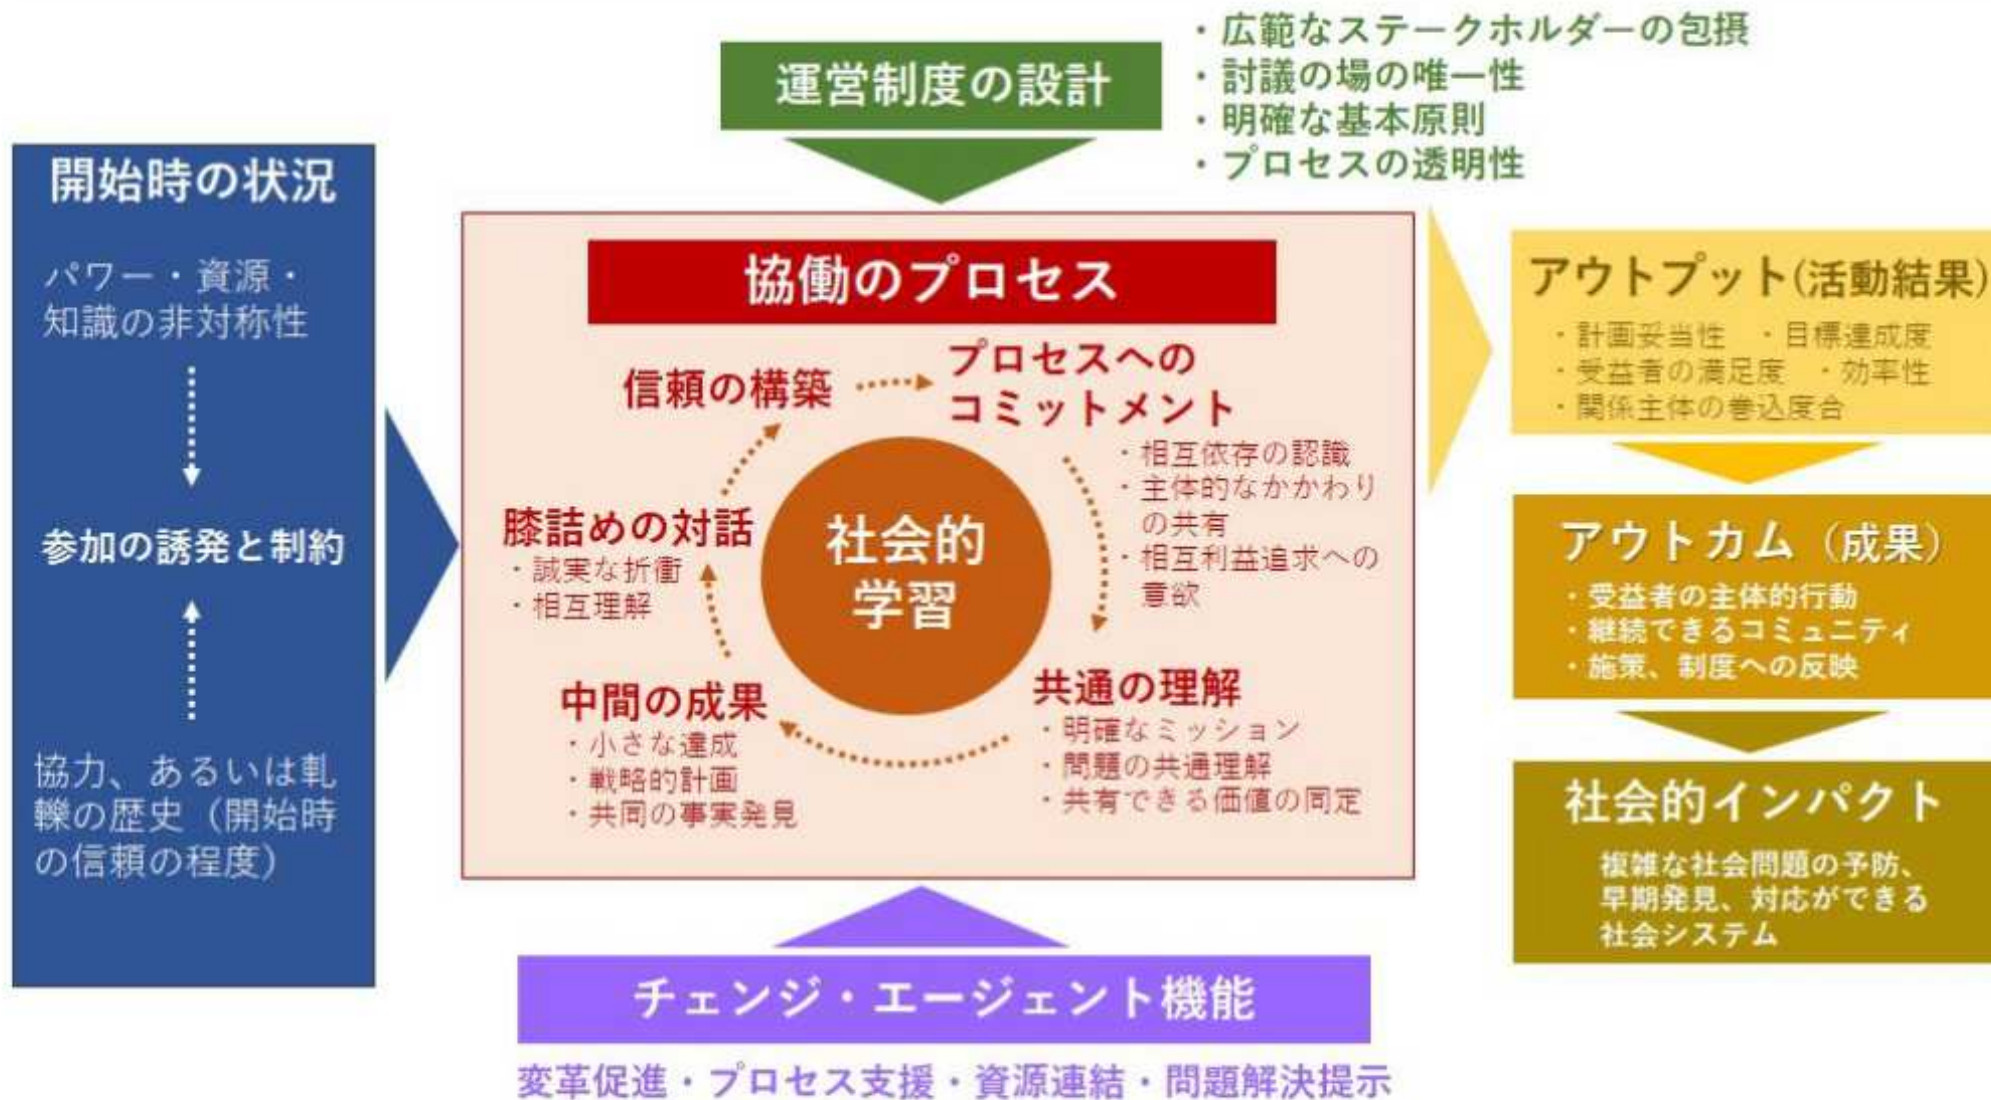 運営制度の設計
・広範なステークホルダーの包摂
・討議の場の唯一性
・明確な基本原則
・プロセスの透明性
開始時の状況
パワー・資源・
知識の非対称性
参加の誘発と制約
協力、あるいは軋
轢の歴史（開始時
の信頼の程度）
協働のプロセス
信頼の構築
プロセスへの
コミットメント
・相互依存の認識
・主体的なかかわり
の共有
・相互利益追求への
意欲
膝詰めの対話
・誠実な折衝
・相互理解
社会的
学習
中間の成果
・小さな達成
・戦略的計画
・共同の事実発見
共通の理解
・明確なミッション
・問題の共通理解
・共有できる価値の同定
チェンジ・エージェント機能
変革促進・プロセス支援・資源連結・問題解決提示
アウトプット(活動結果)
・計画妥当性　・目標達成度
・受益者の満足度　・効率性
・関係主体の巻込度合
アウトカム（成果）
・受益者の主体的行動
・継続できるコミュニティ
・施策、制度への反映
社会的インパクト
複雑な社会問題の予防、
早期発見、対応ができる
社会システム